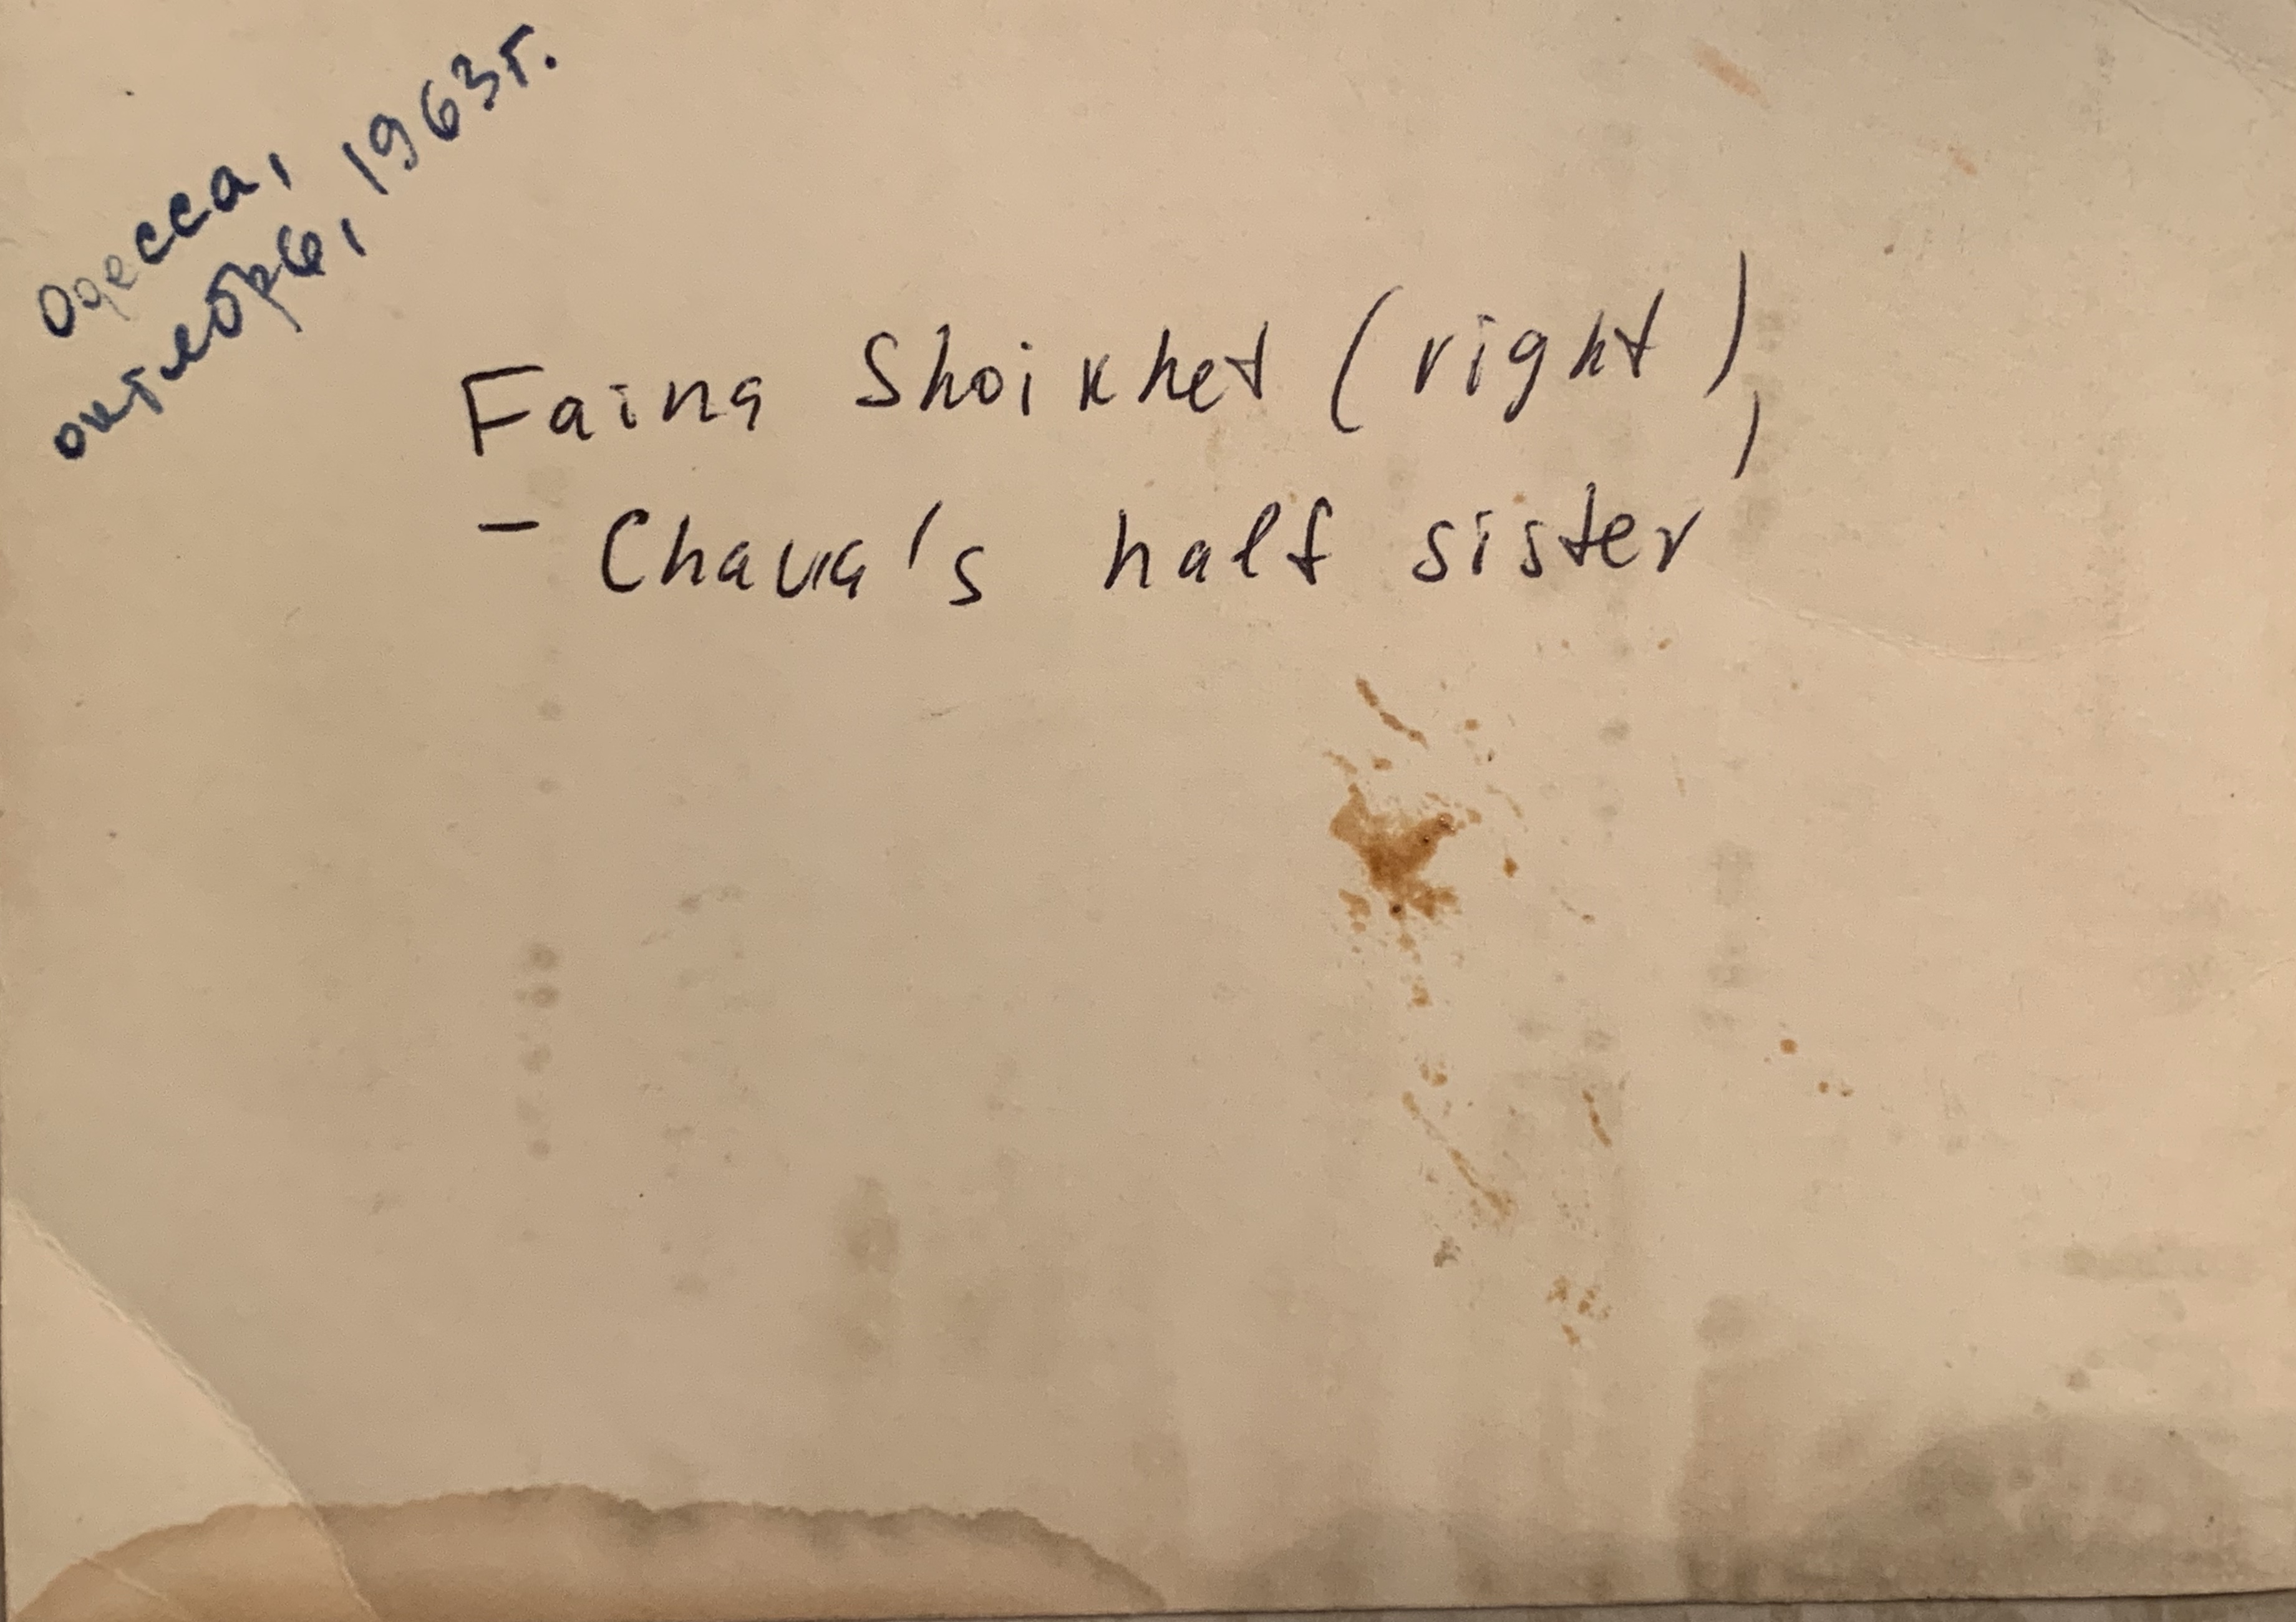 Одесса,
октябрь, 1963г.
Faina Shoikhet (right),
- Chava's half sister